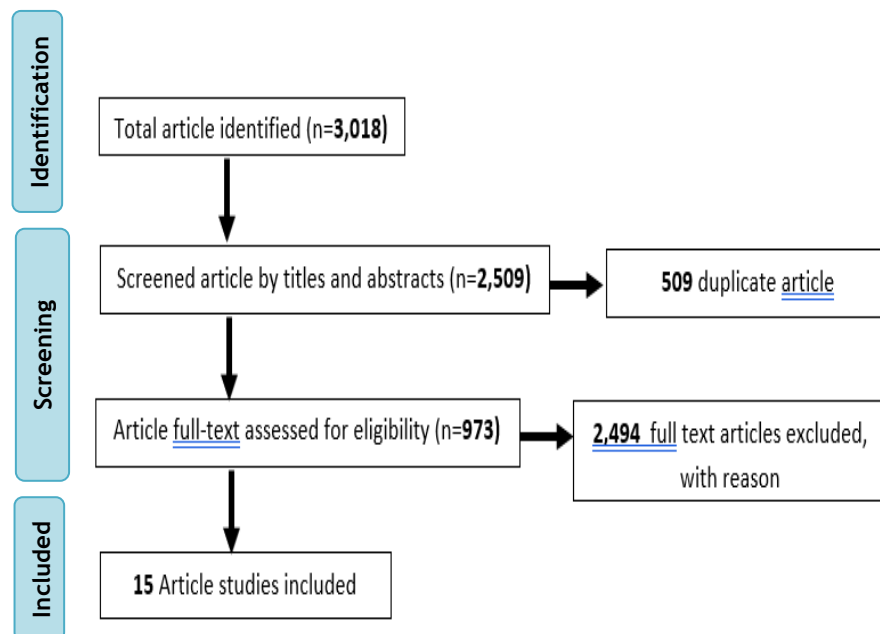 Identification
Total article identified (n=3,018)
Screening
Screened article by titles and abstracts (n=2,509)
509 duplicate article
Article full-text assessed for eligibility (n=973)
2,494 full text articles excluded,
with reason
Included
15 Article studies included